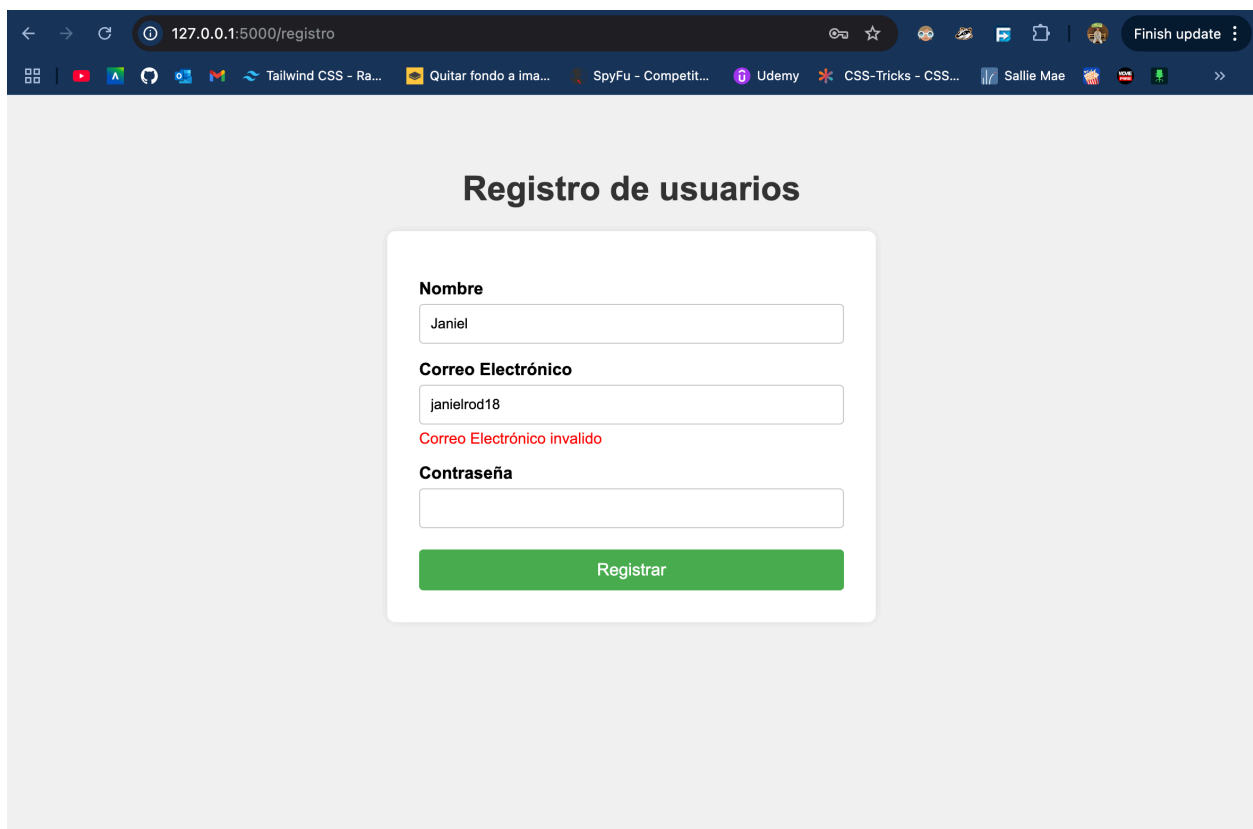 127.0.0.1:5000/registro
Finish update
Tailwind CSS - Ra...
Quitar fondo a ima...
SpyFu - Competit...
Udemy
CSS-Tricks - CSS...
Sallie Mae
Registro de usuarios
Nombre
Janiel
Correo Electrónico
janielrod18
Correo Electrónico invalido
Contraseña
Registrar